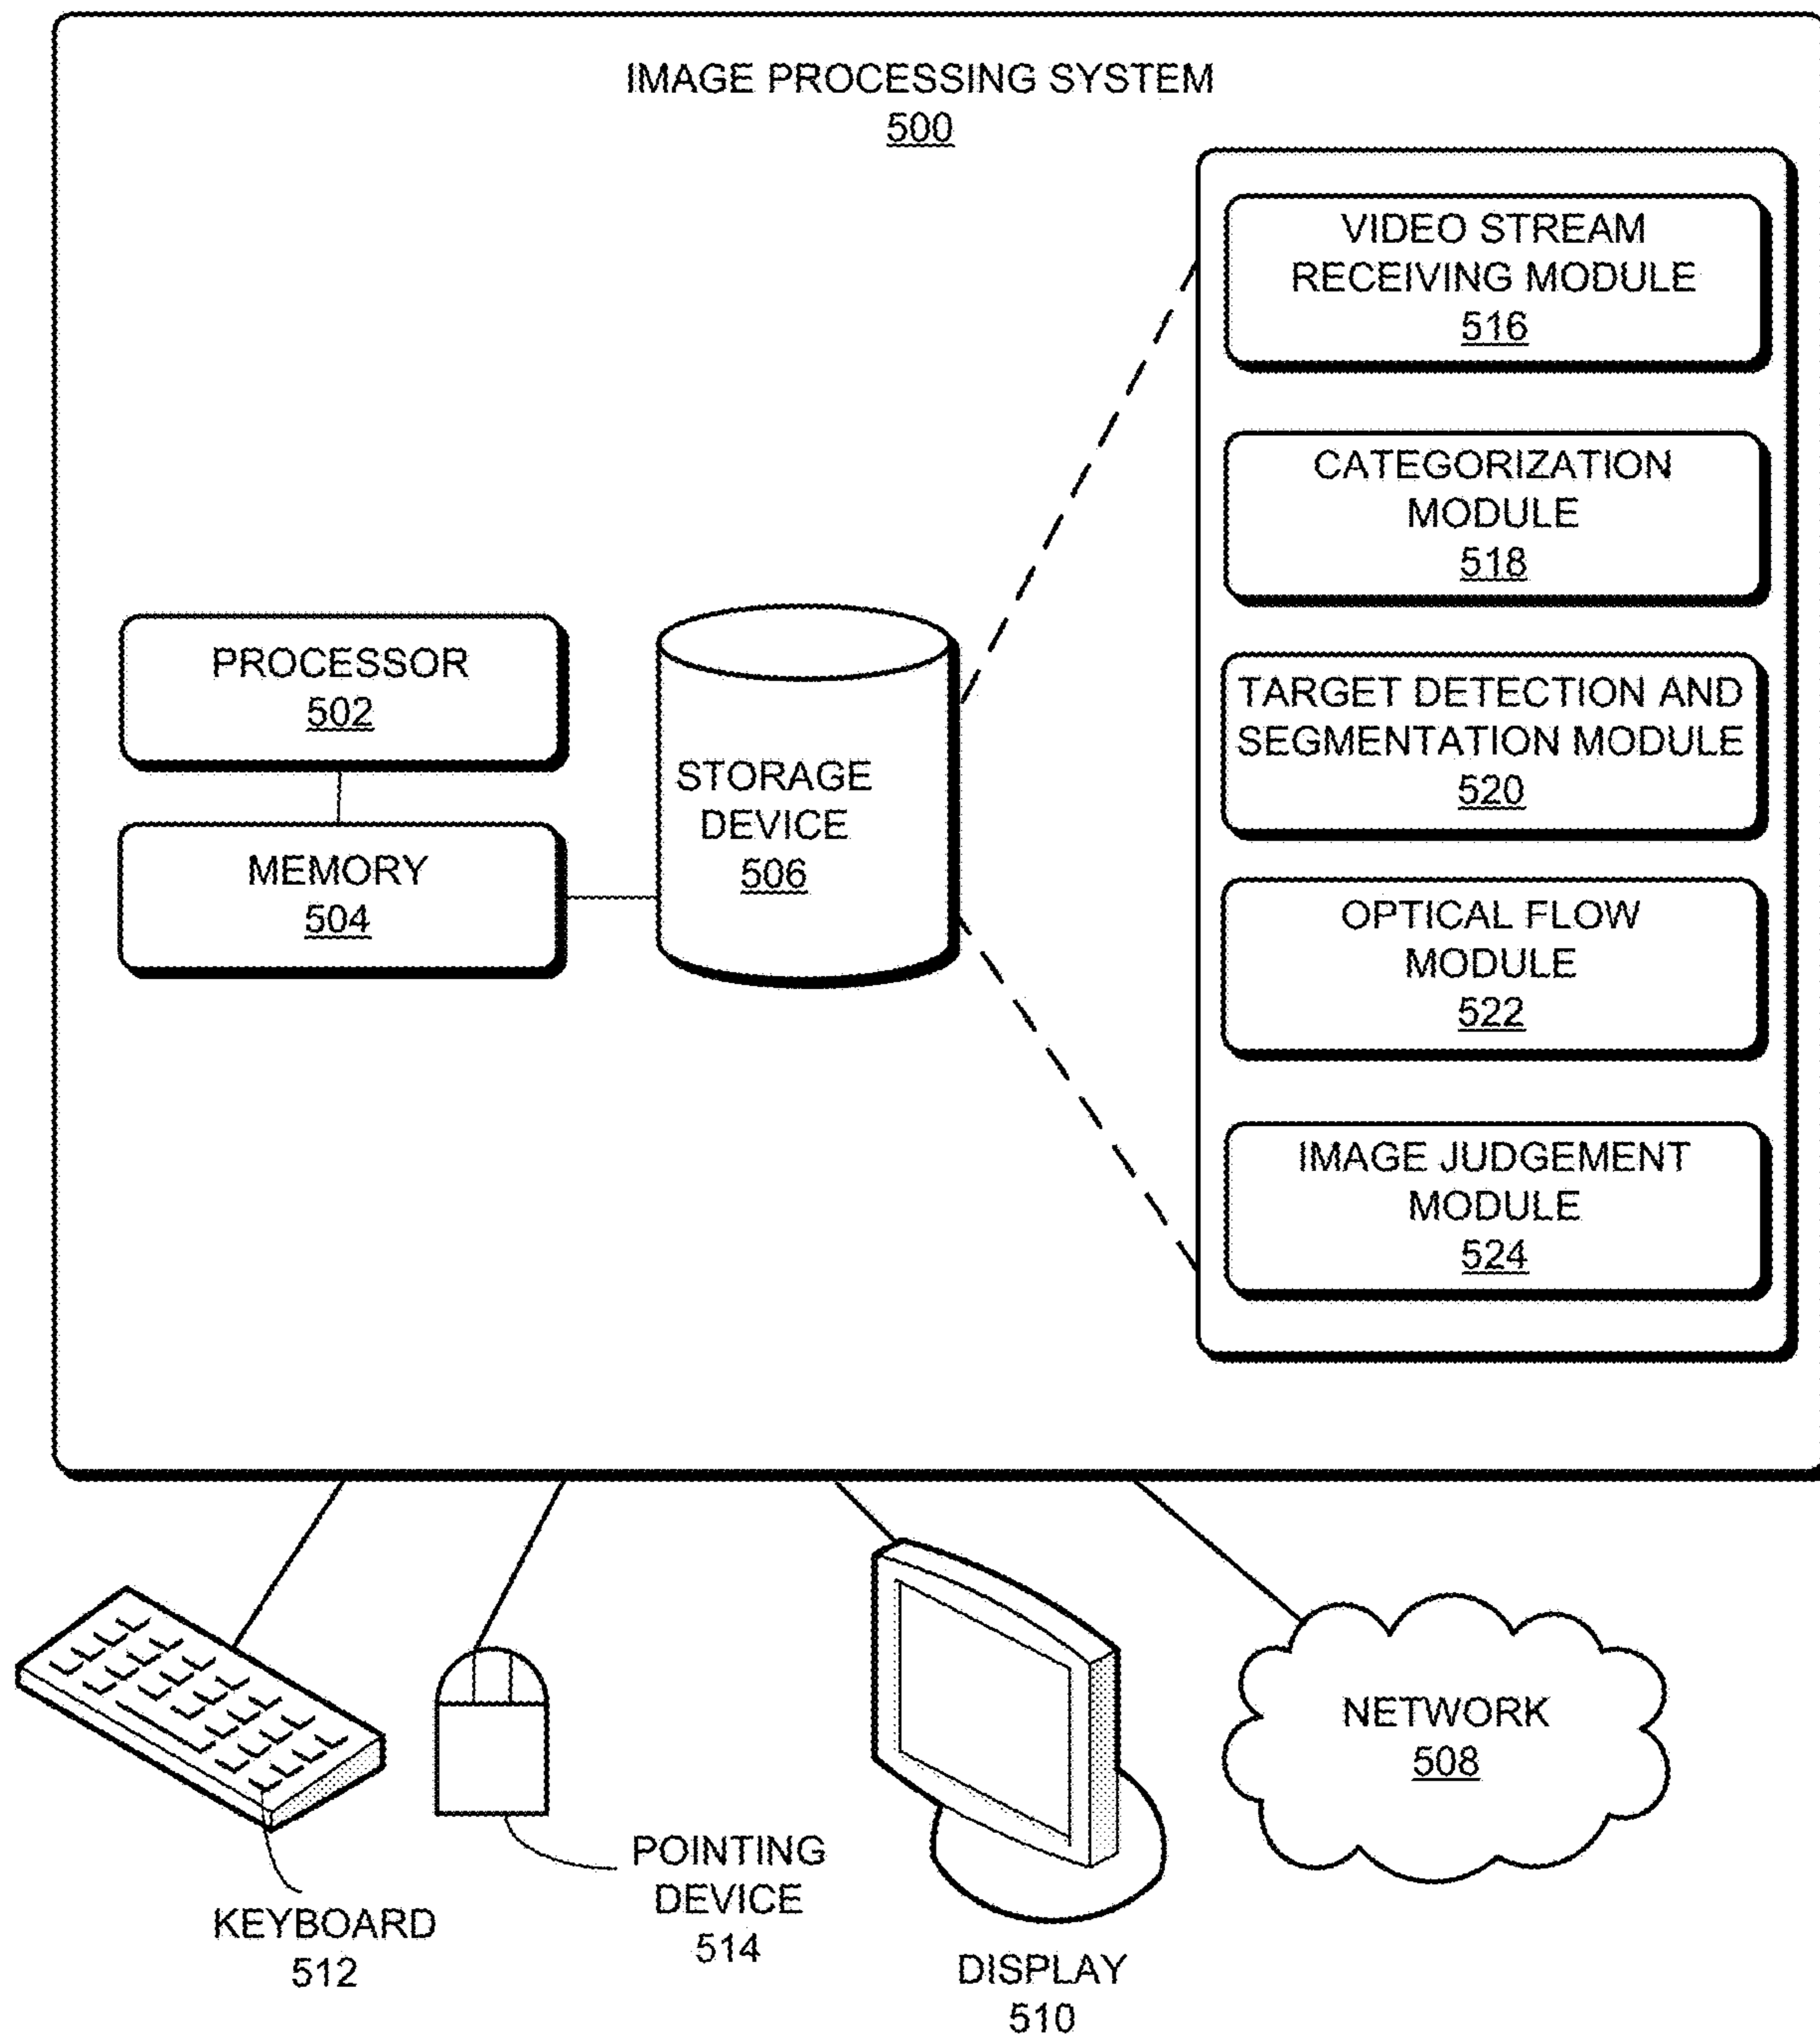 IMAGE PROCESSING SYSTEM
500
VIDEO STREAM
RECEIVING MODULE
516
CATEGORIZATION
MODULE
518
TARGET DETECTION AND
SEGMENTATION MODULE
520
OPTICAL FLOW
MODULE
522
IMAGE JUDGEMENT
MODULE
524
PROCESSOR
502
MEMORY
504
STORAGE
DEVICE
506
KEYBOARD
512
POINTING
DEVICE
514
DISPLAY
510
NETWORK
508